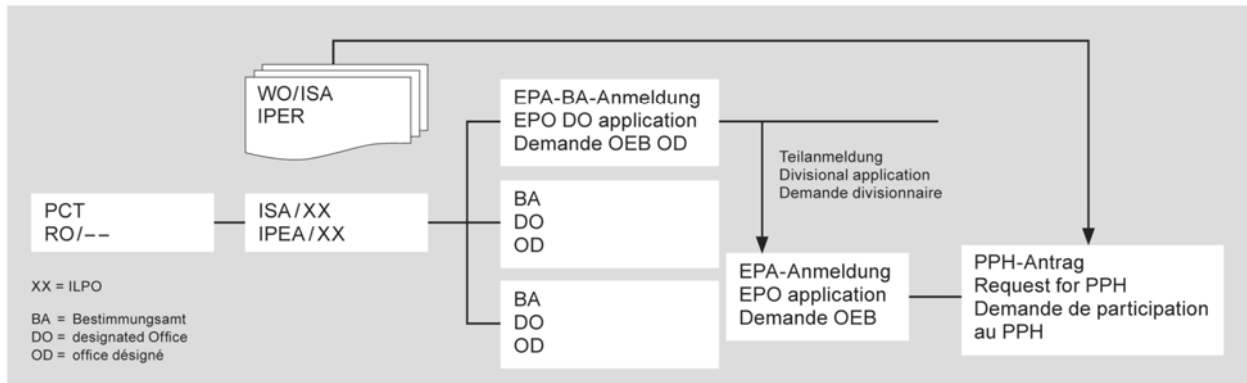 WO/ISA
IPER
EPA-BA-Anmeldung
EPO DO application
Demande OEB OD
Teilanmeldung
Divisional application
Demande divisionnaire
PCT
RO/––
ISA/XX
IPEA/XX
BA
DO
OD
EPA-Anmeldung
EPO application
Demande OEB
PPH-Antrag
Request for PPH
Demande de participation
au PPH
BA
DO
OD
XX = ILPO
BA = Bestimmungsamt
DO = designated Office
OD = office désigné